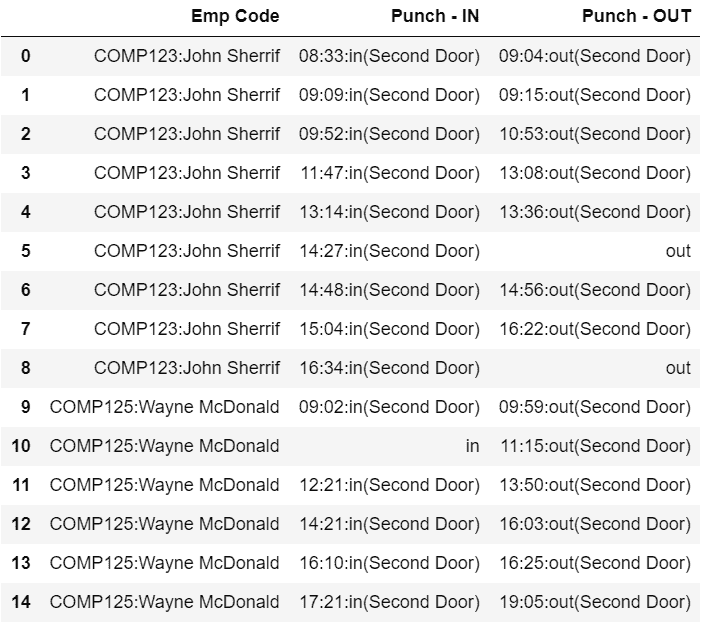 Emp Code Punch - IN Punch - OUT
0 COMP123:John Sherrif 08:33:in(Second Door) 09:04:out(Second Door)
1 COMP123:John Sherrif 09:09:in(Second Door) 09:15:out(Second Door)
2 COMP123:John Sherrif 09:52:in(Second Door) 10:53:out(Second Door)
3 COMP123:John Sherrif 11:47:in(Second Door) 13:08:out(Second Door)
4 COMP123:John Sherrif 13:14:in(Second Door) 13:36:out(Second Door)
5 COMP123:John Sherrif 14:27:in(Second Door) out
6 COMP123:John Sherrif 14:48:in(Second Door) 14:56:out(Second Door)
7 COMP123:John Sherrif 15:04:in(Second Door) 16:22:out(Second Door)
8 COMP123:John Sherrif 16:34:in(Second Door) out
9 COMP125:Wayne McDonald 09:02:in(Second Door) 09:59:out(Second Door)
10 COMP125:Wayne McDonald in 11:15:out(Second Door)
11 COMP125:Wayne McDonald 12:21:in(Second Door) 13:50:out(Second Door)
12 COMP125:Wayne McDonald 14:21:in(Second Door) 16:03:out(Second Door)
13 COMP125:Wayne McDonald 16:10:in(Second Door) 16:25:out(Second Door)
14 COMP125:Wayne McDonald 17:21:in(Second Door) 19:05:out(Second Door)